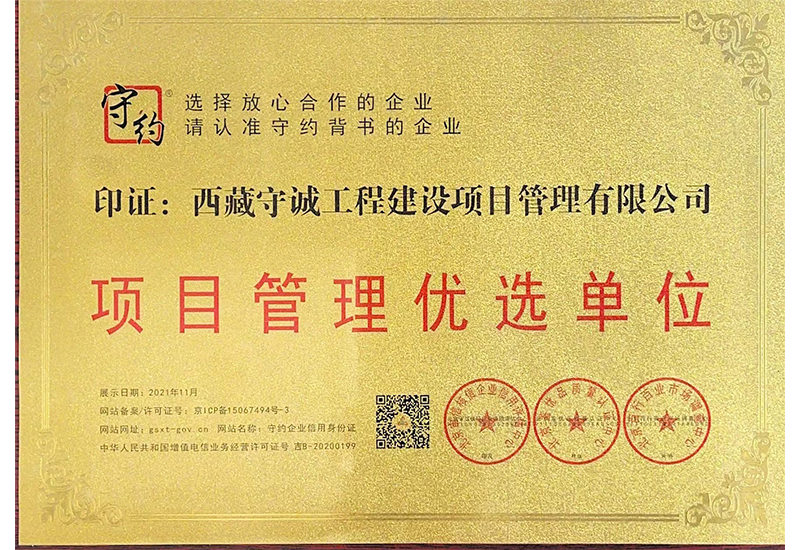 守约®
选择放心合作的企业
请认准守约背书的企业
印证：西藏守诚工程建设项目管理有限公司
项目管理优选单位
展示日期：2021年11月
网站备案/许可证号：京ICP备15067494号-3
网站网址：gsxt-gov.cn 网站名称：守约企业信用身份证
中华人民共和国增值电信业务经营许可证号 吉B-20200199